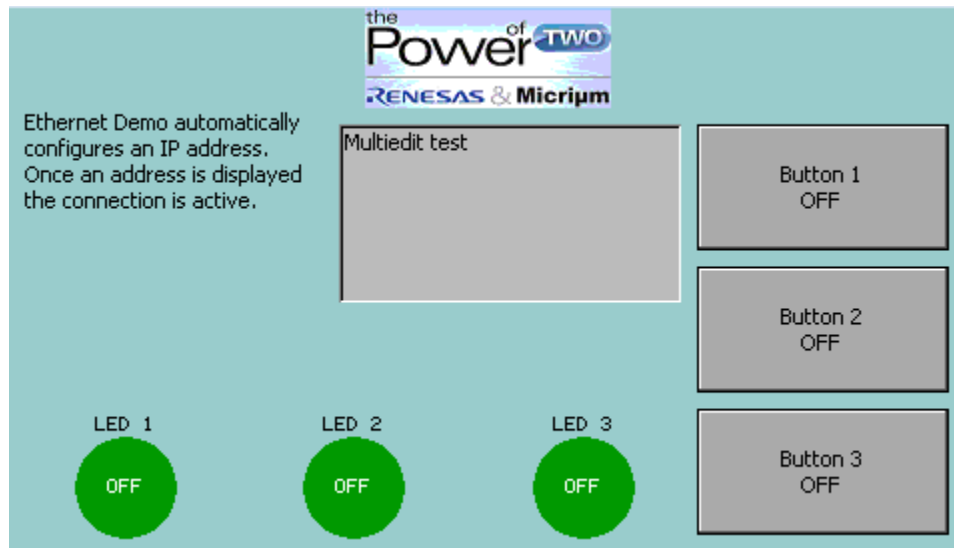 the
Power of TWO
RENESAS & Micriµm
Ethernet Demo automatically
configures an IP address.
Once an address is displayed
the connection is active.
Multiedit test
Button 1
OFF
Button 2
OFF
LED 1
LED 2
LED 3
OFF
OFF
OFF
Button 3
OFF